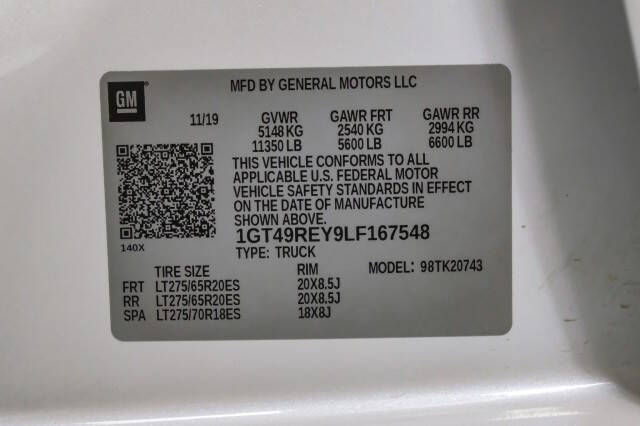 GM
MFD BY GENERAL MOTORS LLC
11/19 GVWR GAWR FRT GAWR RR
5148 KG 2540 KG 2994 KG
11350 LB 5600 LB 6600 LB
THIS VEHICLE CONFORMS TO ALL
APPLICABLE U.S. FEDERAL MOTOR
VEHICLE SAFETY STANDARDS IN EFFECT
ON THE DATE OF MANUFACTURE
SHOWN ABOVE.
140X
1GT49REY9LF167548
TYPE: TRUCK MODEL: 98TK20743
TIRE SIZE RIM
FRT LT275/65R20ES 20X8.5J
RR LT275/65R20ES 20X8.5J
SPA LT275/70R18ES 18X8J